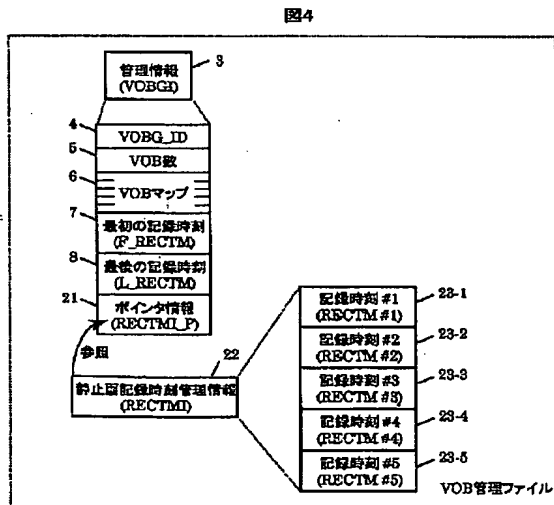 図4
3
管理情報
(VOBGI)
4
VOBG_ID
5
VOB数
6
VOBマップ
7
最初の記録時刻
(F_RECTM)
8
最後の記録時刻
(L_RECTM)
21
ポインタ情報
(RECTMI_P)
参照
22
静止画記録時刻管理情報
(RECTMI)
記録時刻 #1
(RECTM #1)
23-1
記録時刻 #2
(RECTM #2)
23-2
記録時刻 #3
(RECTM #3)
23-3
記録時刻 #4
(RECTM #4)
23-4
記録時刻 #5
(RECTM #5)
23-5
VOB管理ファイル